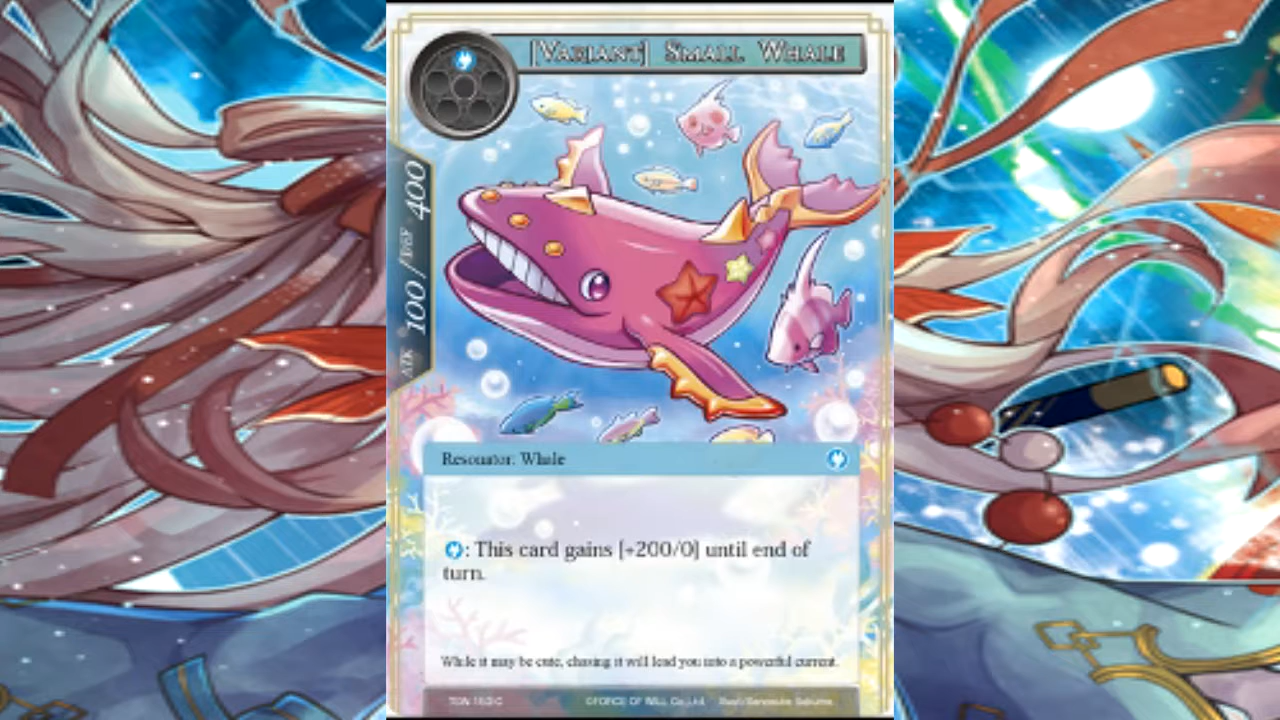 [Variant] Small Whale
ATK 100 / DEF 400
Resonator: Whale
: This card gains [+200/0] until end of
turn.
While it may be cute, chasing it will lead you into a powerful current.
©FORCE OF WILL Co.,Ltd.